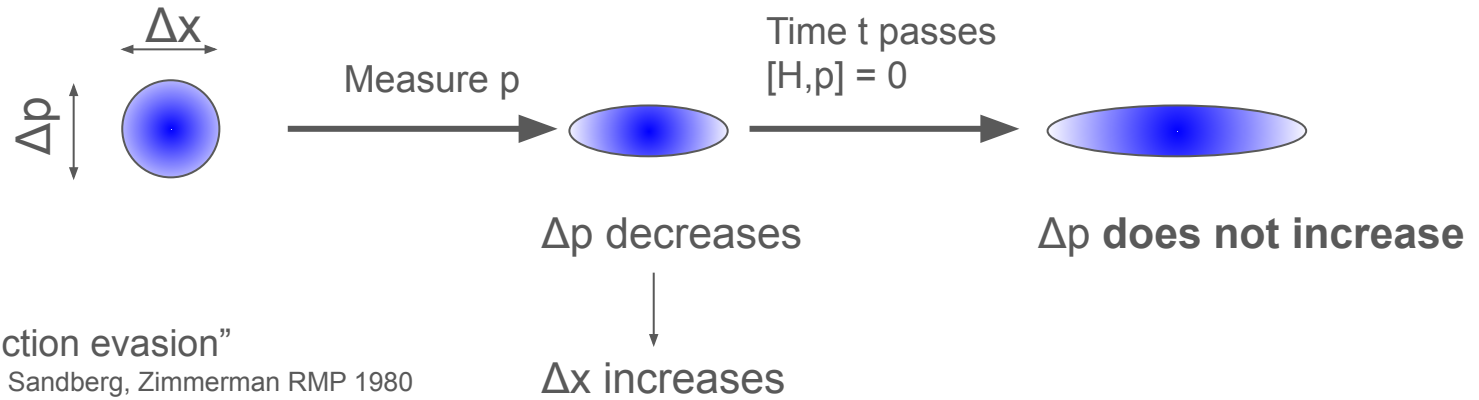 Δx
Δp
Measure p
Time t passes
[H,p] = 0
Δp decreases
Δp does not increase
Δx increases
ction evasion”
Sandberg, Zimmerman RMP 1980